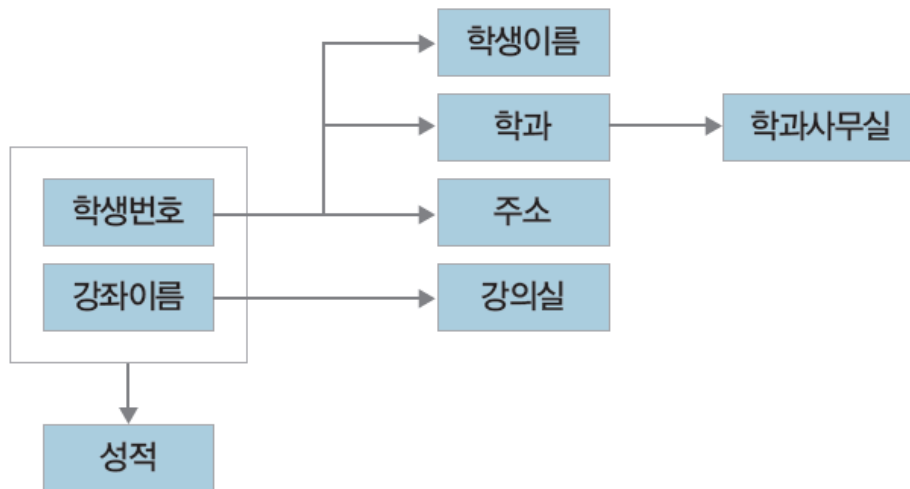 학생이름
학과
학과사무실
학생번호
주소
강좌이름
강의실
성적